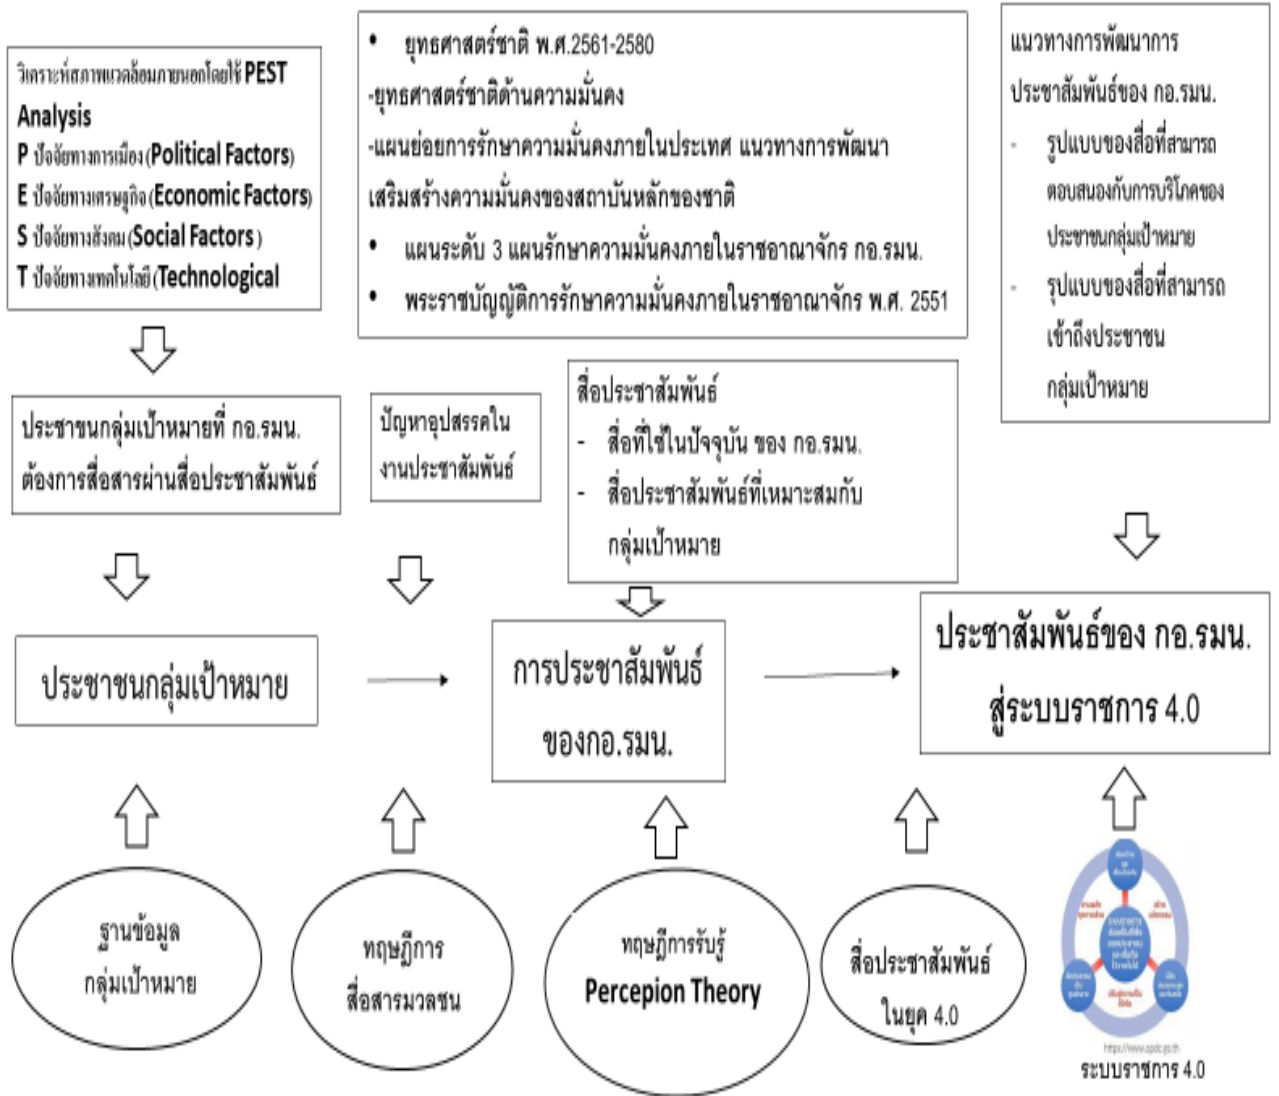 วิเคราะห์สภาพแวดล้อมภายนอกโดยใช้ PEST
Analysis
P ปัจจัยทางการเมือง (Political Factors)
E ปัจจัยทางเศรษฐกิจ (Economic Factors)
S ปัจจัยทางสังคม (Social Factors )
T ปัจจัยทางเทคโนโลยี (Technological
• ยุทธศาสตร์ชาติ พ.ศ.2561-2580
-ยุทธศาสตร์ชาติด้านความมั่นคง
-แผนย่อยการรักษาความมั่นคงภายในประเทศ แนวทางการพัฒนา
เสริมสร้างความมั่นคงของสถาบันหลักของชาติ
• แผนระดับ 3 แผนรักษาความมั่นคงภายในราชอาณาจักร กอ.รมน.
• พระราชบัญญัติการรักษาความมั่นคงภายในราชอาณาจักร พ.ศ. 2551
แนวทางการพัฒนาการ
ประชาสัมพันธ์ของ กอ.รมน.
- รูปแบบของสื่อที่สามารถ
ตอบสนองกับการบริโภคของ
ประชาชนกลุ่มเป้าหมาย
- รูปแบบของสื่อที่สามารถ
เข้าถึงประชาชน
กลุ่มเป้าหมาย
ประชาชนกลุ่มเป้าหมายที่ กอ.รมน.
ต้องการสื่อสารผ่านสื่อประชาสัมพันธ์
ปัญหาอุปสรรคใน
งานประชาสัมพันธ์
สื่อประชาสัมพันธ์
- สื่อที่ใช้ในปัจจุบัน ของ กอ.รมน.
- สื่อประชาสัมพันธ์ที่เหมาะสมกับ
กลุ่มเป้าหมาย
ประชาชนกลุ่มเป้าหมาย
การประชาสัมพันธ์
ของกอ.รมน.
ประชาสัมพันธ์ของ กอ.รมน.
สู่ระบบราชการ 4.0
ฐานข้อมูล
กลุ่มเป้าหมาย
ทฤษฎีการ
สื่อสารมวลชน
ทฤษฎีการรับรู้
Percepion Theory
สื่อประชาสัมพันธ์
ในยุค 4.0
https://www.opdc.go.th
ระบบราชการ 4.0